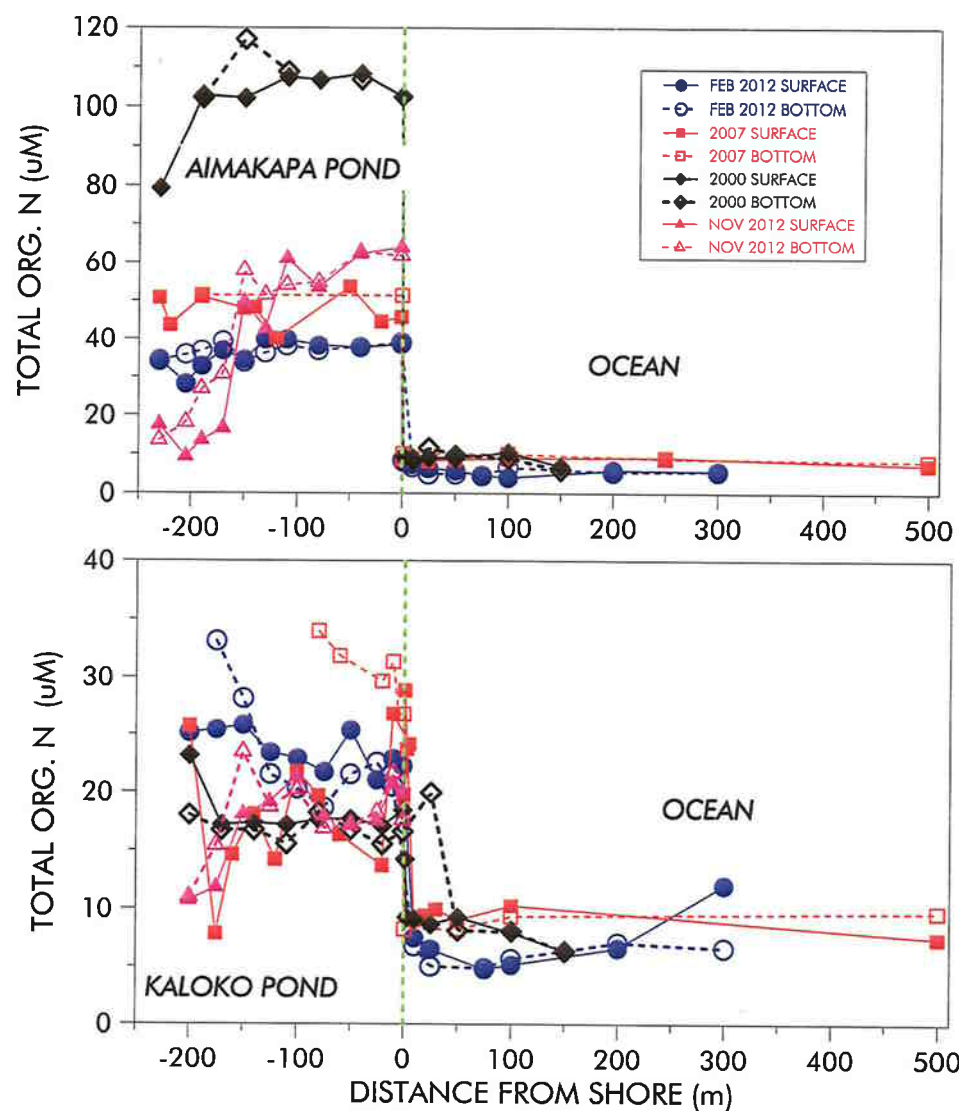 TOTAL ORG. N (uM)
120
100
80
60
40
20
0
AIMAKAPA POND
OCEAN
FEB 2012 SURFACE
FEB 2012 BOTTOM
2007 SURFACE
2007 BOTTOM
2000 SURFACE
2000 BOTTOM
NOV 2012 SURFACE
NOV 2012 BOTTOM
-200 -100 0 100 200 300 400 500
TOTAL ORG. N (uM)
40
30
20
10
0
KALOKO POND
OCEAN
-200 -100 0 100 200 300 400 500
DISTANCE FROM SHORE (m)